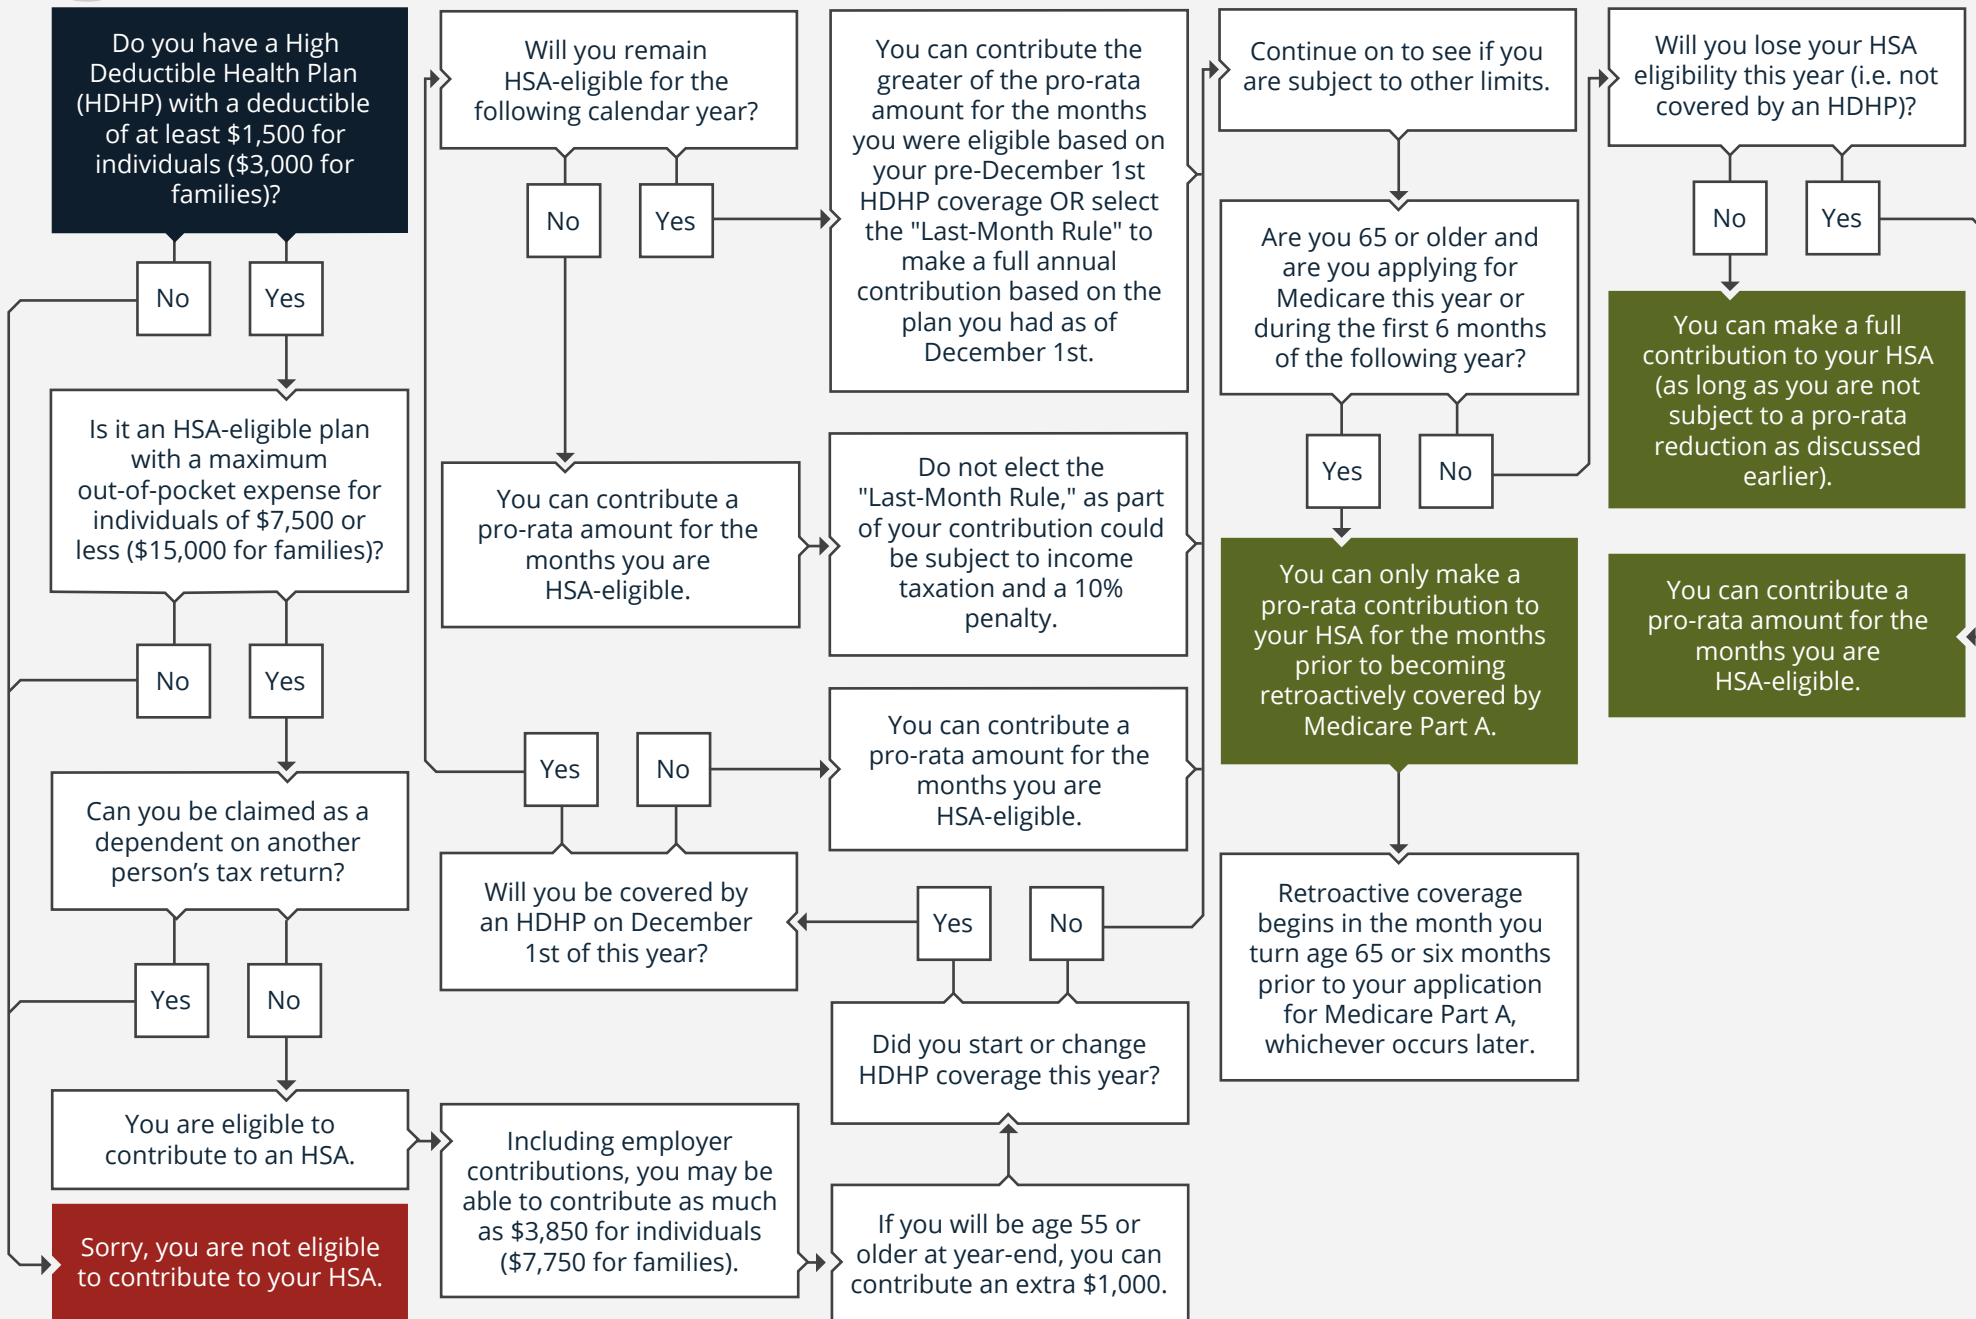 Do you have a High
Deductible Health Plan
(HDHP) with a deductible
of at least $1,500 for
individuals ($3,000 for
families)?
No
Yes
Is it an HSA-eligible plan
with a maximum
out-of-pocket expense for
individuals of $7,500 or
less ($15,000 for families)?
No
Yes
Can you be claimed as a
dependent on another
person’s tax return?
Yes
No
You are eligible to
contribute to an HSA.
Sorry, you are not eligible
to contribute to your HSA.
Including employer
contributions, you may be
able to contribute as much
as $3,850 for individuals
($7,750 for families).
If you will be age 55 or
older at year-end, you can
contribute an extra $1,000.
Did you start or change
HDHP coverage this year?
Yes
No
Will you be covered by
an HDHP on December
1st of this year?
Yes
No
You can contribute a
pro-rata amount for the
months you are
HSA-eligible.
Will you remain
HSA-eligible for the
following calendar year?
No
Yes
You can contribute a
pro-rata amount for the
months you are
HSA-eligible.
Do not elect the
"Last-Month Rule," as part
of your contribution could
be subject to income
taxation and a 10%
penalty.
You can contribute the
greater of the pro-rata
amount for the months
you were eligible based on
your pre-December 1st
HDHP coverage OR select
the "Last-Month Rule" to
make a full annual
contribution based on the
plan you had as of
December 1st.
Continue on to see if you
are subject to other limits.
Are you 65 or older and
are you applying for
Medicare this year or
during the first 6 months
of the following year?
Yes
No
You can only make a
pro-rata contribution to
your HSA for the months
prior to becoming
retroactively covered by
Medicare Part A.
Retroactive coverage
begins in the month you
turn age 65 or six months
prior to your application
for Medicare Part A,
whichever occurs later.
Will you lose your HSA
eligibility this year (i.e. not
covered by an HDHP)?
No
Yes
You can make a full
contribution to your HSA
(as long as you are not
subject to a pro-rata
reduction as discussed
earlier).
You can contribute a
pro-rata amount for the
months you are
HSA-eligible.